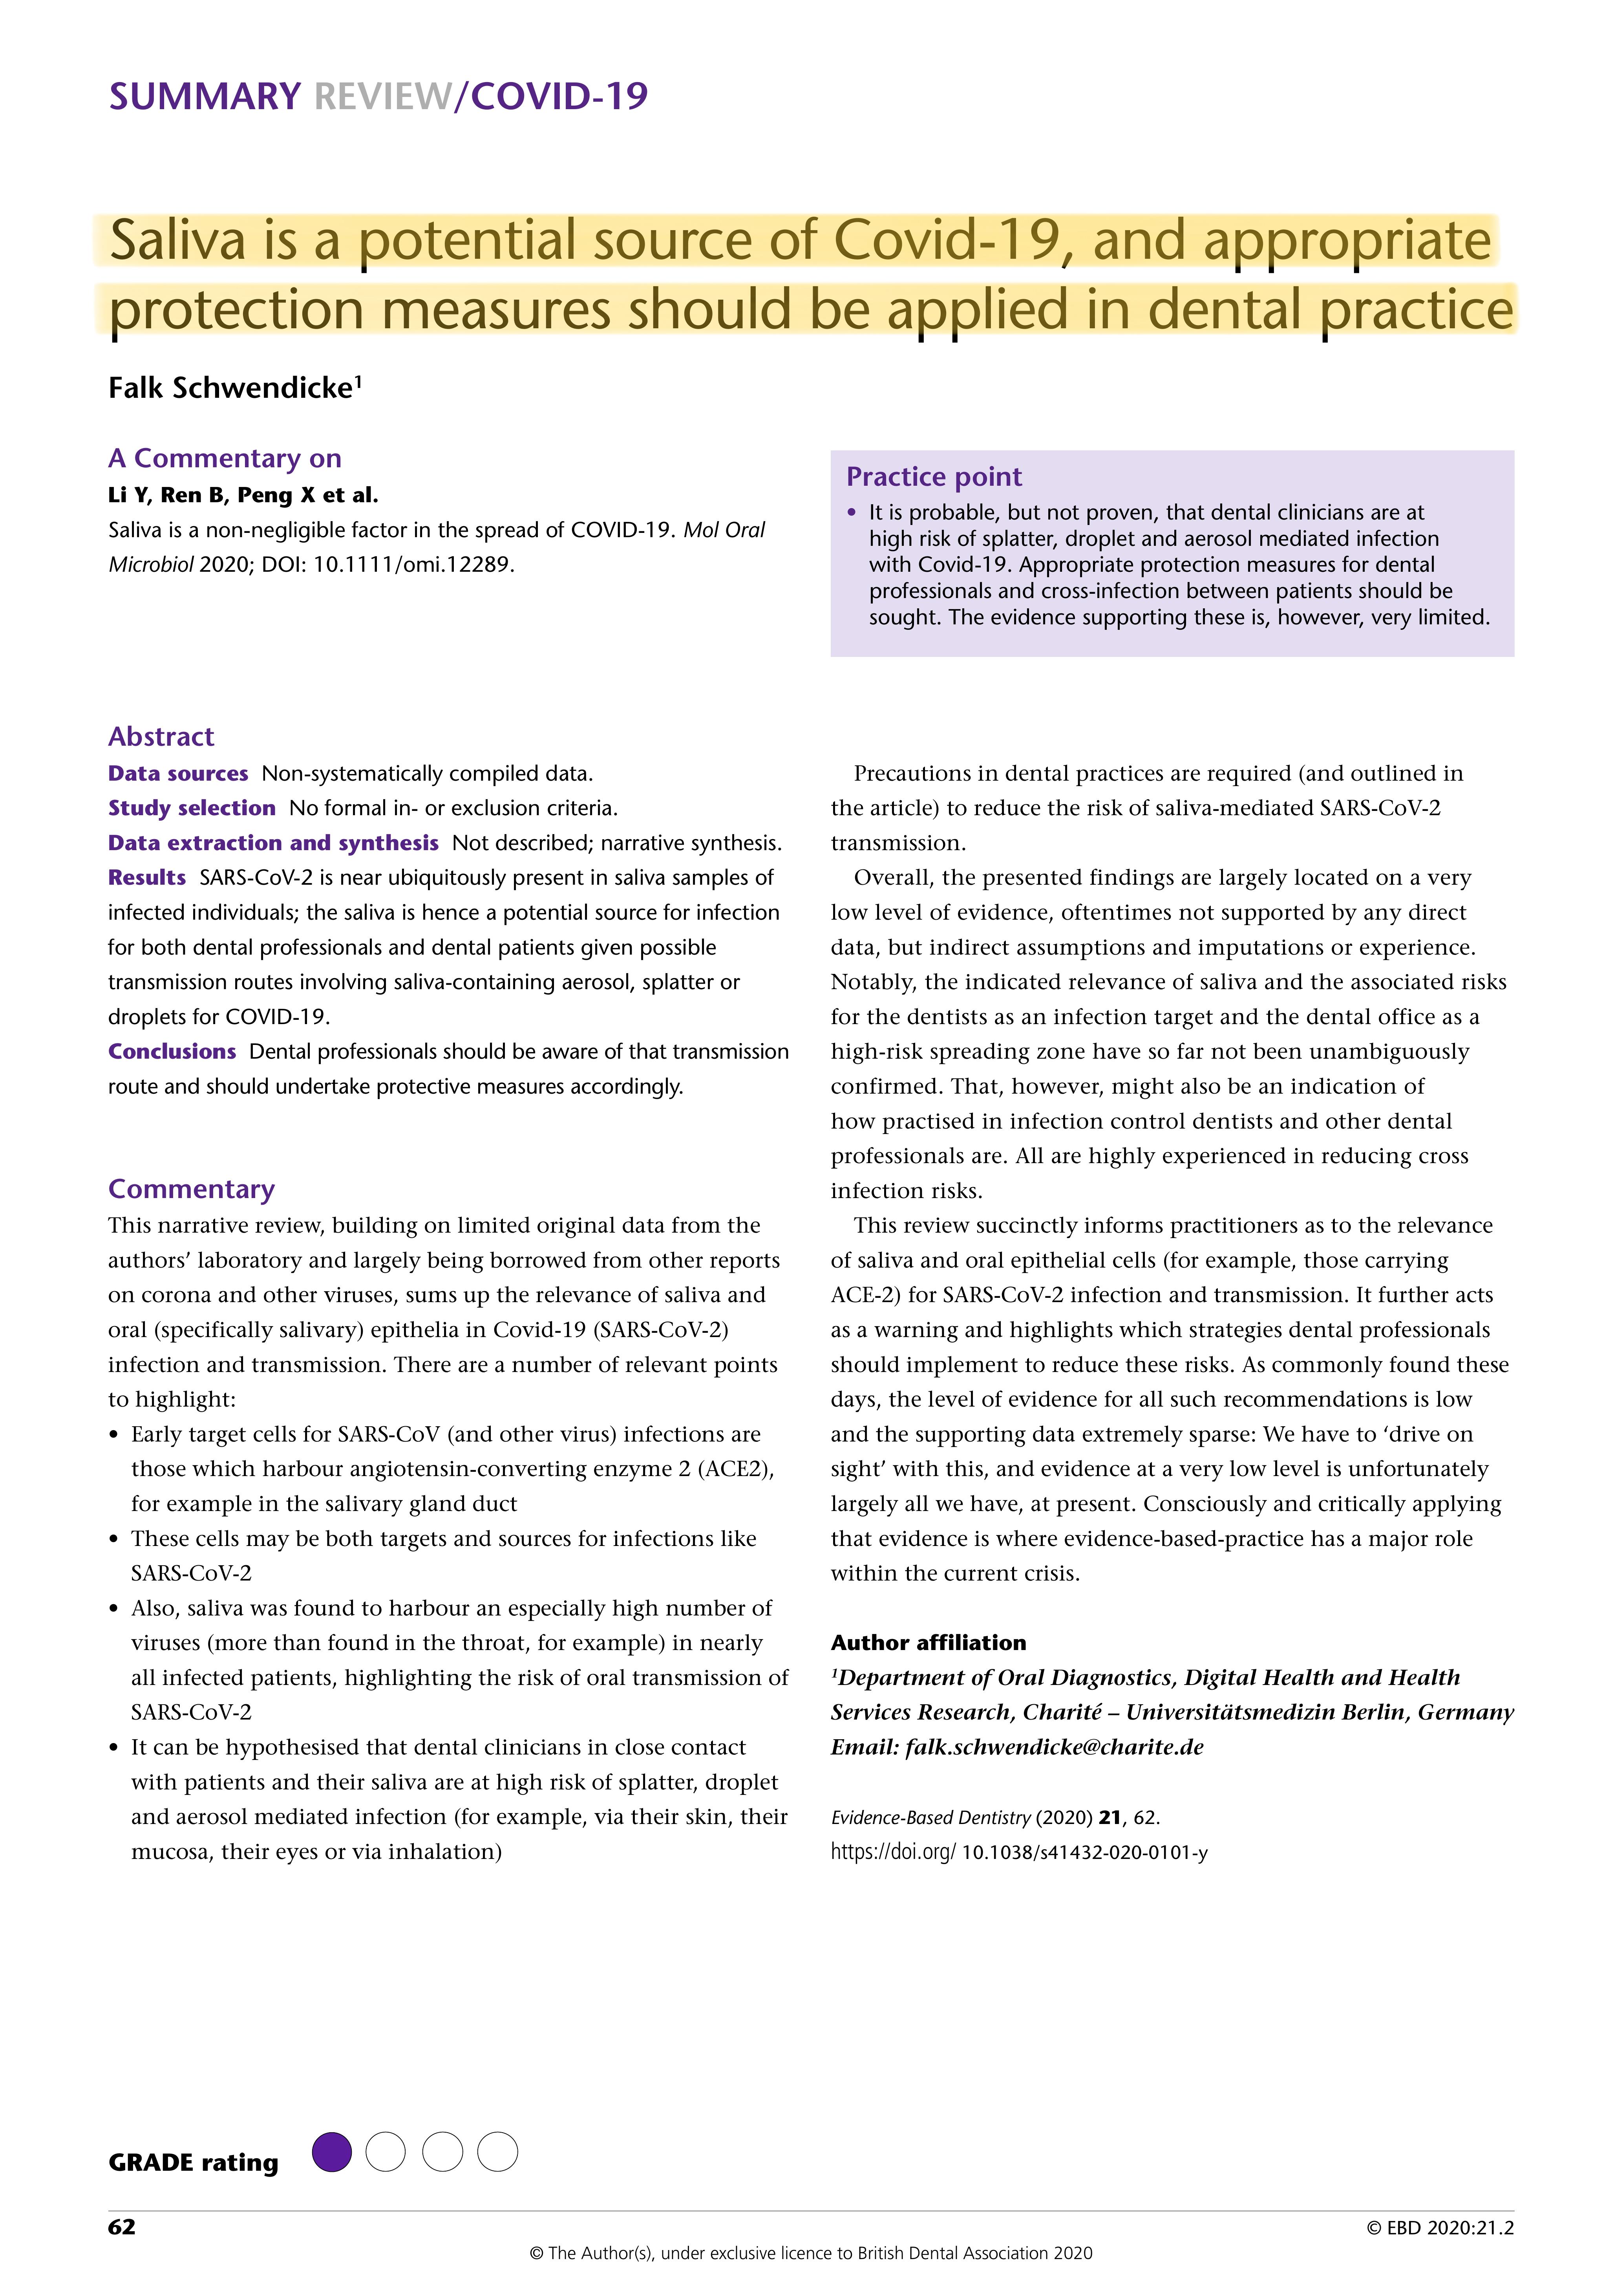 SUMMARY REVIEW/COVID-19
Saliva is a potential source of Covid-19, and appropriate
protection measures should be applied in dental practice
Falk Schwendicke¹
A Commentary on
Li Y, Ren B, Peng X et al.
Saliva is a non-negligible factor in the spread of COVID-19. Mol Oral
Microbiol 2020; DOI: 10.1111/omi.12289.
Practice point
• It is probable, but not proven, that dental clinicians are at
high risk of splatter, droplet and aerosol mediated infection
with Covid-19. Appropriate protection measures for dental
professionals and cross-infection between patients should be
sought. The evidence supporting these is, however, very limited.
Abstract
Data sources Non-systematically compiled data.
Study selection No formal in- or exclusion criteria.
Data extraction and synthesis Not described; narrative synthesis.
Results SARS-CoV-2 is near ubiquitously present in saliva samples of
infected individuals; the saliva is hence a potential source for infection
for both dental professionals and dental patients given possible
transmission routes involving saliva-containing aerosol, splatter or
droplets for COVID-19.
Conclusions Dental professionals should be aware of that transmission
route and should undertake protective measures accordingly.
Commentary
This narrative review, building on limited original data from the
authors’ laboratory and largely being borrowed from other reports
on corona and other viruses, sums up the relevance of saliva and
oral (specifically salivary) epithelia in Covid-19 (SARS-CoV-2)
infection and transmission. There are a number of relevant points
to highlight:
• Early target cells for SARS-CoV (and other virus) infections are
those which harbour angiotensin-converting enzyme 2 (ACE2),
for example in the salivary gland duct
• These cells may be both targets and sources for infections like
SARS-CoV-2
• Also, saliva was found to harbour an especially high number of
viruses (more than found in the throat, for example) in nearly
all infected patients, highlighting the risk of oral transmission of
SARS-CoV-2
• It can be hypothesised that dental clinicians in close contact
with patients and their saliva are at high risk of splatter, droplet
and aerosol mediated infection (for example, via their skin, their
mucosa, their eyes or via inhalation)
Precautions in dental practices are required (and outlined in
the article) to reduce the risk of saliva-mediated SARS-CoV-2
transmission.
Overall, the presented findings are largely located on a very
low level of evidence, oftentimes not supported by any direct
data, but indirect assumptions and imputations or experience.
Notably, the indicated relevance of saliva and the associated risks
for the dentists as an infection target and the dental office as a
high-risk spreading zone have so far not been unambiguously
confirmed. That, however, might also be an indication of
how practised in infection control dentists and other dental
professionals are. All are highly experienced in reducing cross
infection risks.
This review succinctly informs practitioners as to the relevance
of saliva and oral epithelial cells (for example, those carrying
ACE-2) for SARS-CoV-2 infection and transmission. It further acts
as a warning and highlights which strategies dental professionals
should implement to reduce these risks. As commonly found these
days, the level of evidence for all such recommendations is low
and the supporting data extremely sparse: We have to ‘drive on
sight’ with this, and evidence at a very low level is unfortunately
largely all we have, at present. Consciously and critically applying
that evidence is where evidence-based-practice has a major role
within the current crisis.
Author affiliation
¹Department of Oral Diagnostics, Digital Health and Health
Services Research, Charité – Universitätsmedizin Berlin, Germany
Email: falk.schwendicke@charite.de
Evidence-Based Dentistry (2020) 21, 62.
https://doi.org/ 10.1038/s41432-020-0101-y
GRADE rating
62
© EBD 2020:21.2
© The Author(s), under exclusive licence to British Dental Association 2020